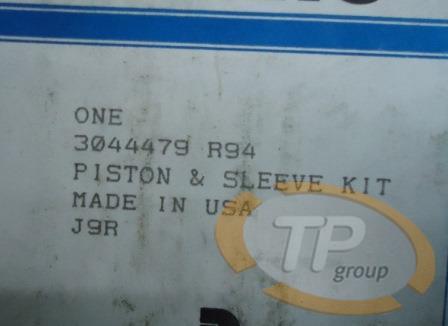 ONE
3044479 R94
PISTON & SLEEVE KIT
MADE IN USA
J9R
TP
group